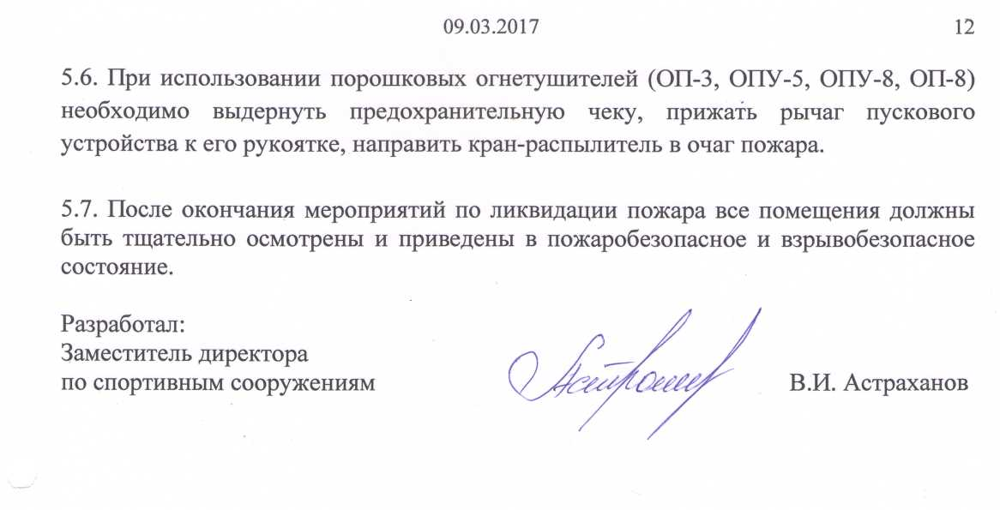 09.03.2017 12
5.6. При использовании порошковых огнетушителей (ОП-3, ОПУ-5, ОПУ-8, ОП-8)
необходимо выдернуть предохранительную чеку, прижать рычаг пускового
устройства к его рукоятке, направить кран-распылитель в очаг пожара.
5.7. После окончания мероприятий по ликвидации пожара все помещения должны
быть тщательно осмотрены и приведены в пожаробезопасное и взрывобезопасное
состояние.
Разработал:
Заместитель директора
по спортивным сооружениям В.И. Астраханов